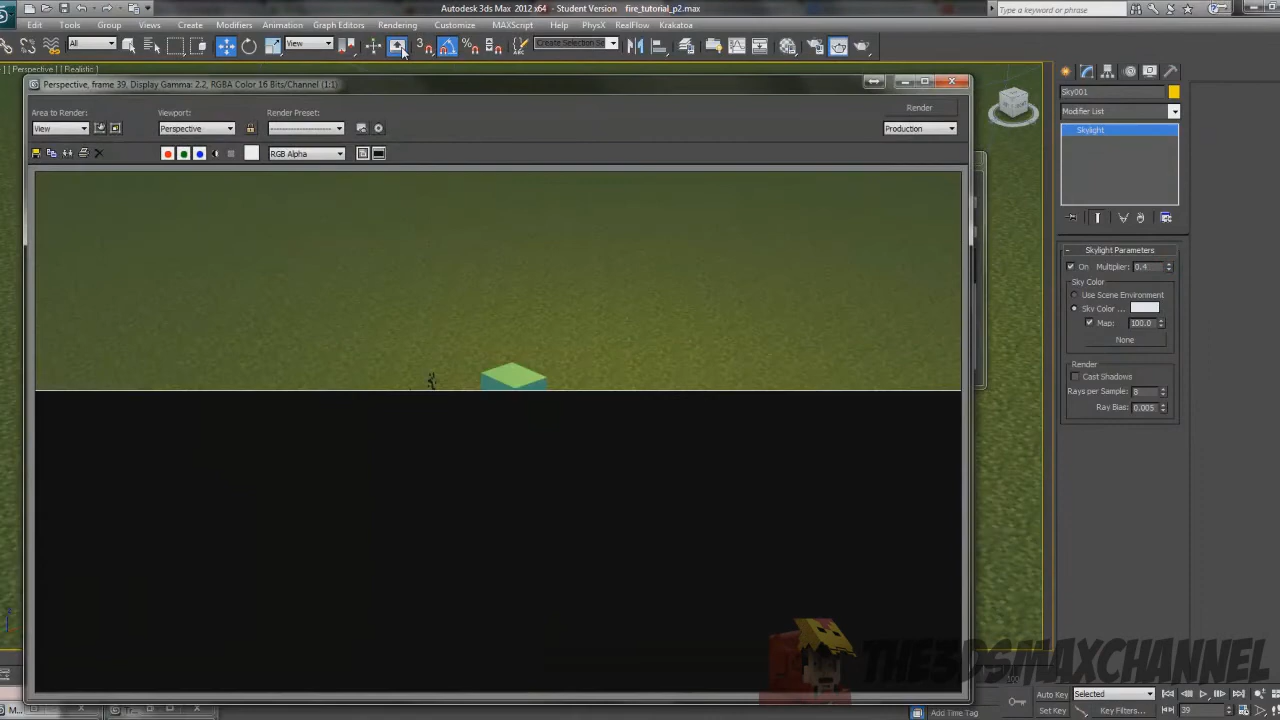 Autodesk 3ds Max 2012 x64 - Student Version fire_tutorial_p2.max
Type a keyword or phrase
Edit Tools Group Views Create Modifiers Animation Graph Editors Rendering Customize MAXScript Help PhysX RealFlow Krakatoa
All View 3 Create Selection Se
Perspective ] [ Realistic ]
Perspective, frame 39, Display Gamma: 2.2, RGBA Color 16 Bits/Channel (1:1)
Sky001
Area to Render: Viewport: Render Preset: Render
Modifier List
View Perspective Production
Skylight
RGB Alpha
Skylight Parameters
On Multiplier: 0.4
Sky Color
Use Scene Environment
Sky Color ...
Map: 100.0
None
Render
Cast Shadows
Rays per Sample: 8
Ray Bias: 0.005
THE3DSMAXCHANNEL
100
Auto Key Selected
Set Key Key Filters... 39
Add Time Tag